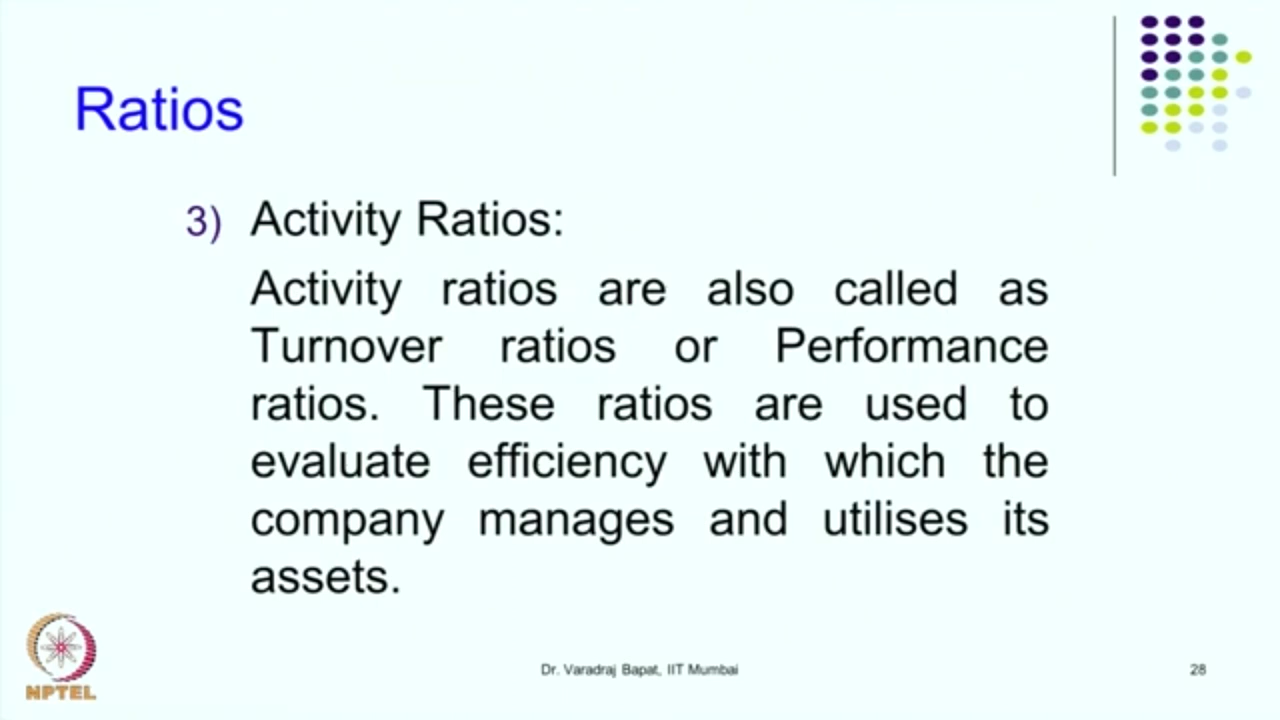 Ratios
3) Activity Ratios:
Activity ratios are also called as
Turnover ratios or Performance
ratios. These ratios are used to
evaluate efficiency with which the
company manages and utilises its
assets.
NPTEL
Dr. Varadraj Bapat, IIT Mumbai
28